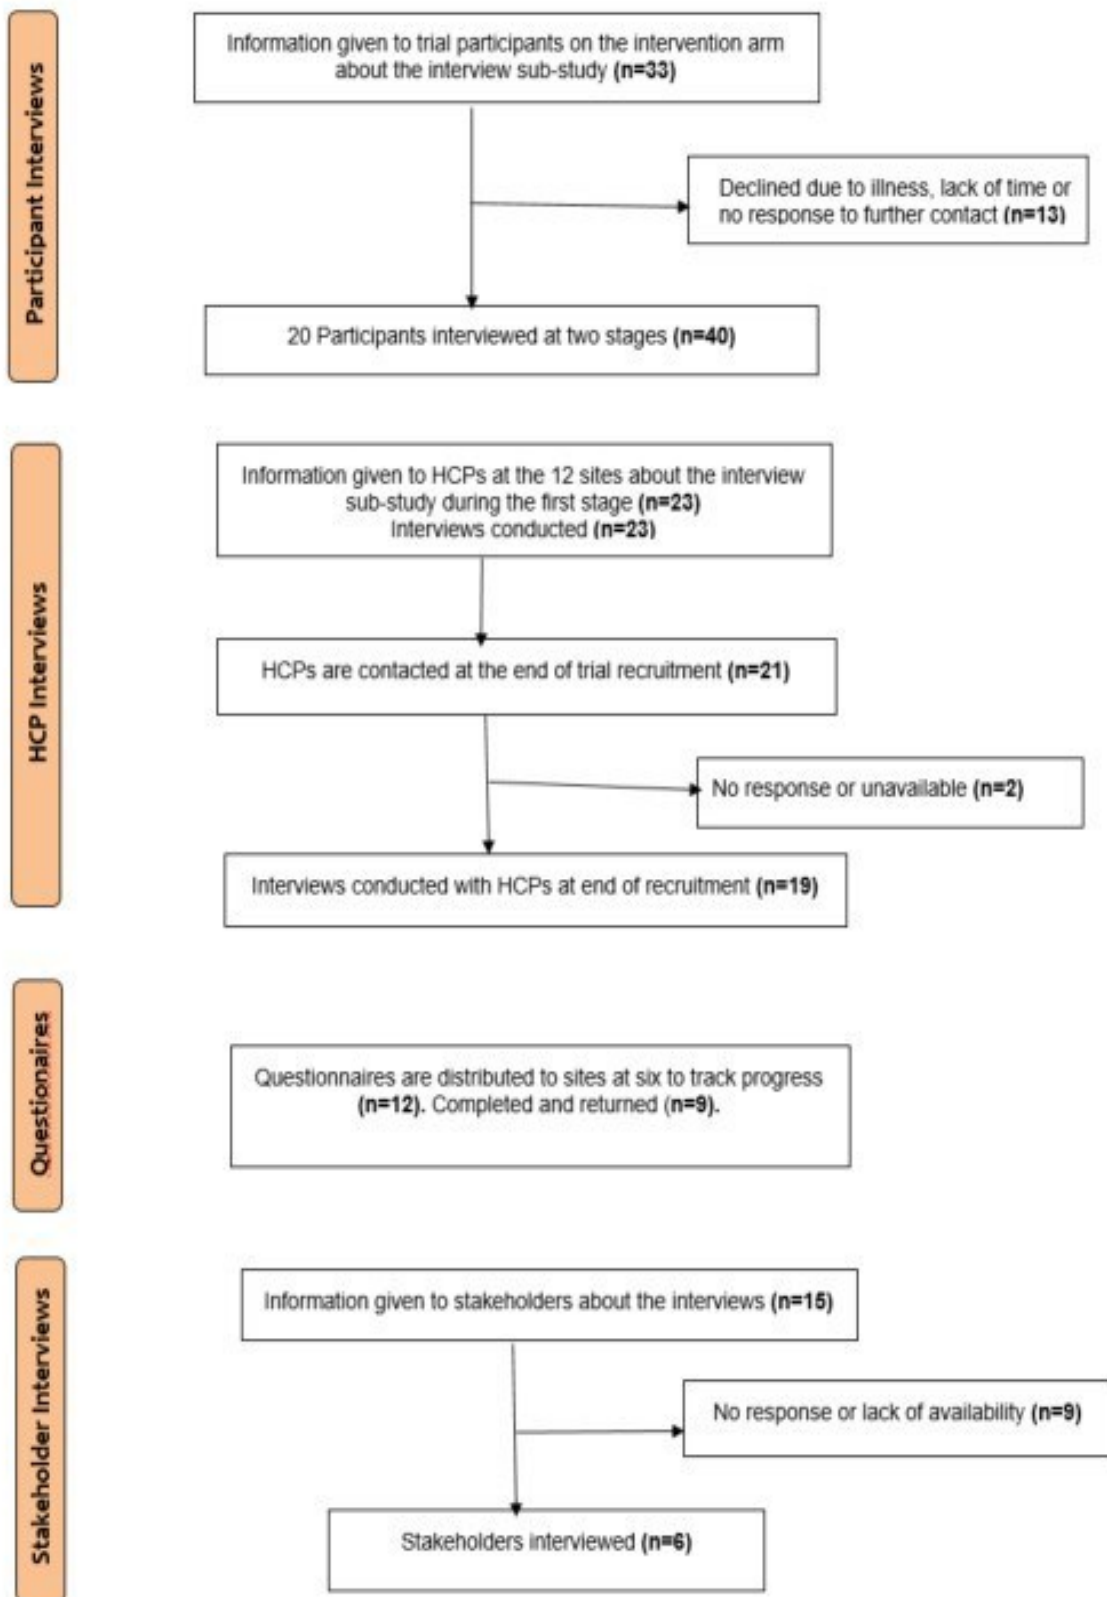 Participant Interviews
Information given to trial participants on the intervention arm
about the interview sub-study (n=33)
Declined due to illness, lack of time or
no response to further contact (n=13)
20 Participants interviewed at two stages (n=40)
HCP Interviews
Information given to HCPs at the 12 sites about the interview
sub-study during the first stage (n=23)
Interviews conducted (n=23)
HCPs are contacted at the end of trial recruitment (n=21)
No response or unavailable (n=2)
Interviews conducted with HCPs at end of recruitment (n=19)
Questionaires
Questionnaires are distributed to sites at six to track progress
(n=12). Completed and returned (n=9).
Stakeholder Interviews
Information given to stakeholders about the interviews (n=15)
No response or lack of availability (n=9)
Stakeholders interviewed (n=6)